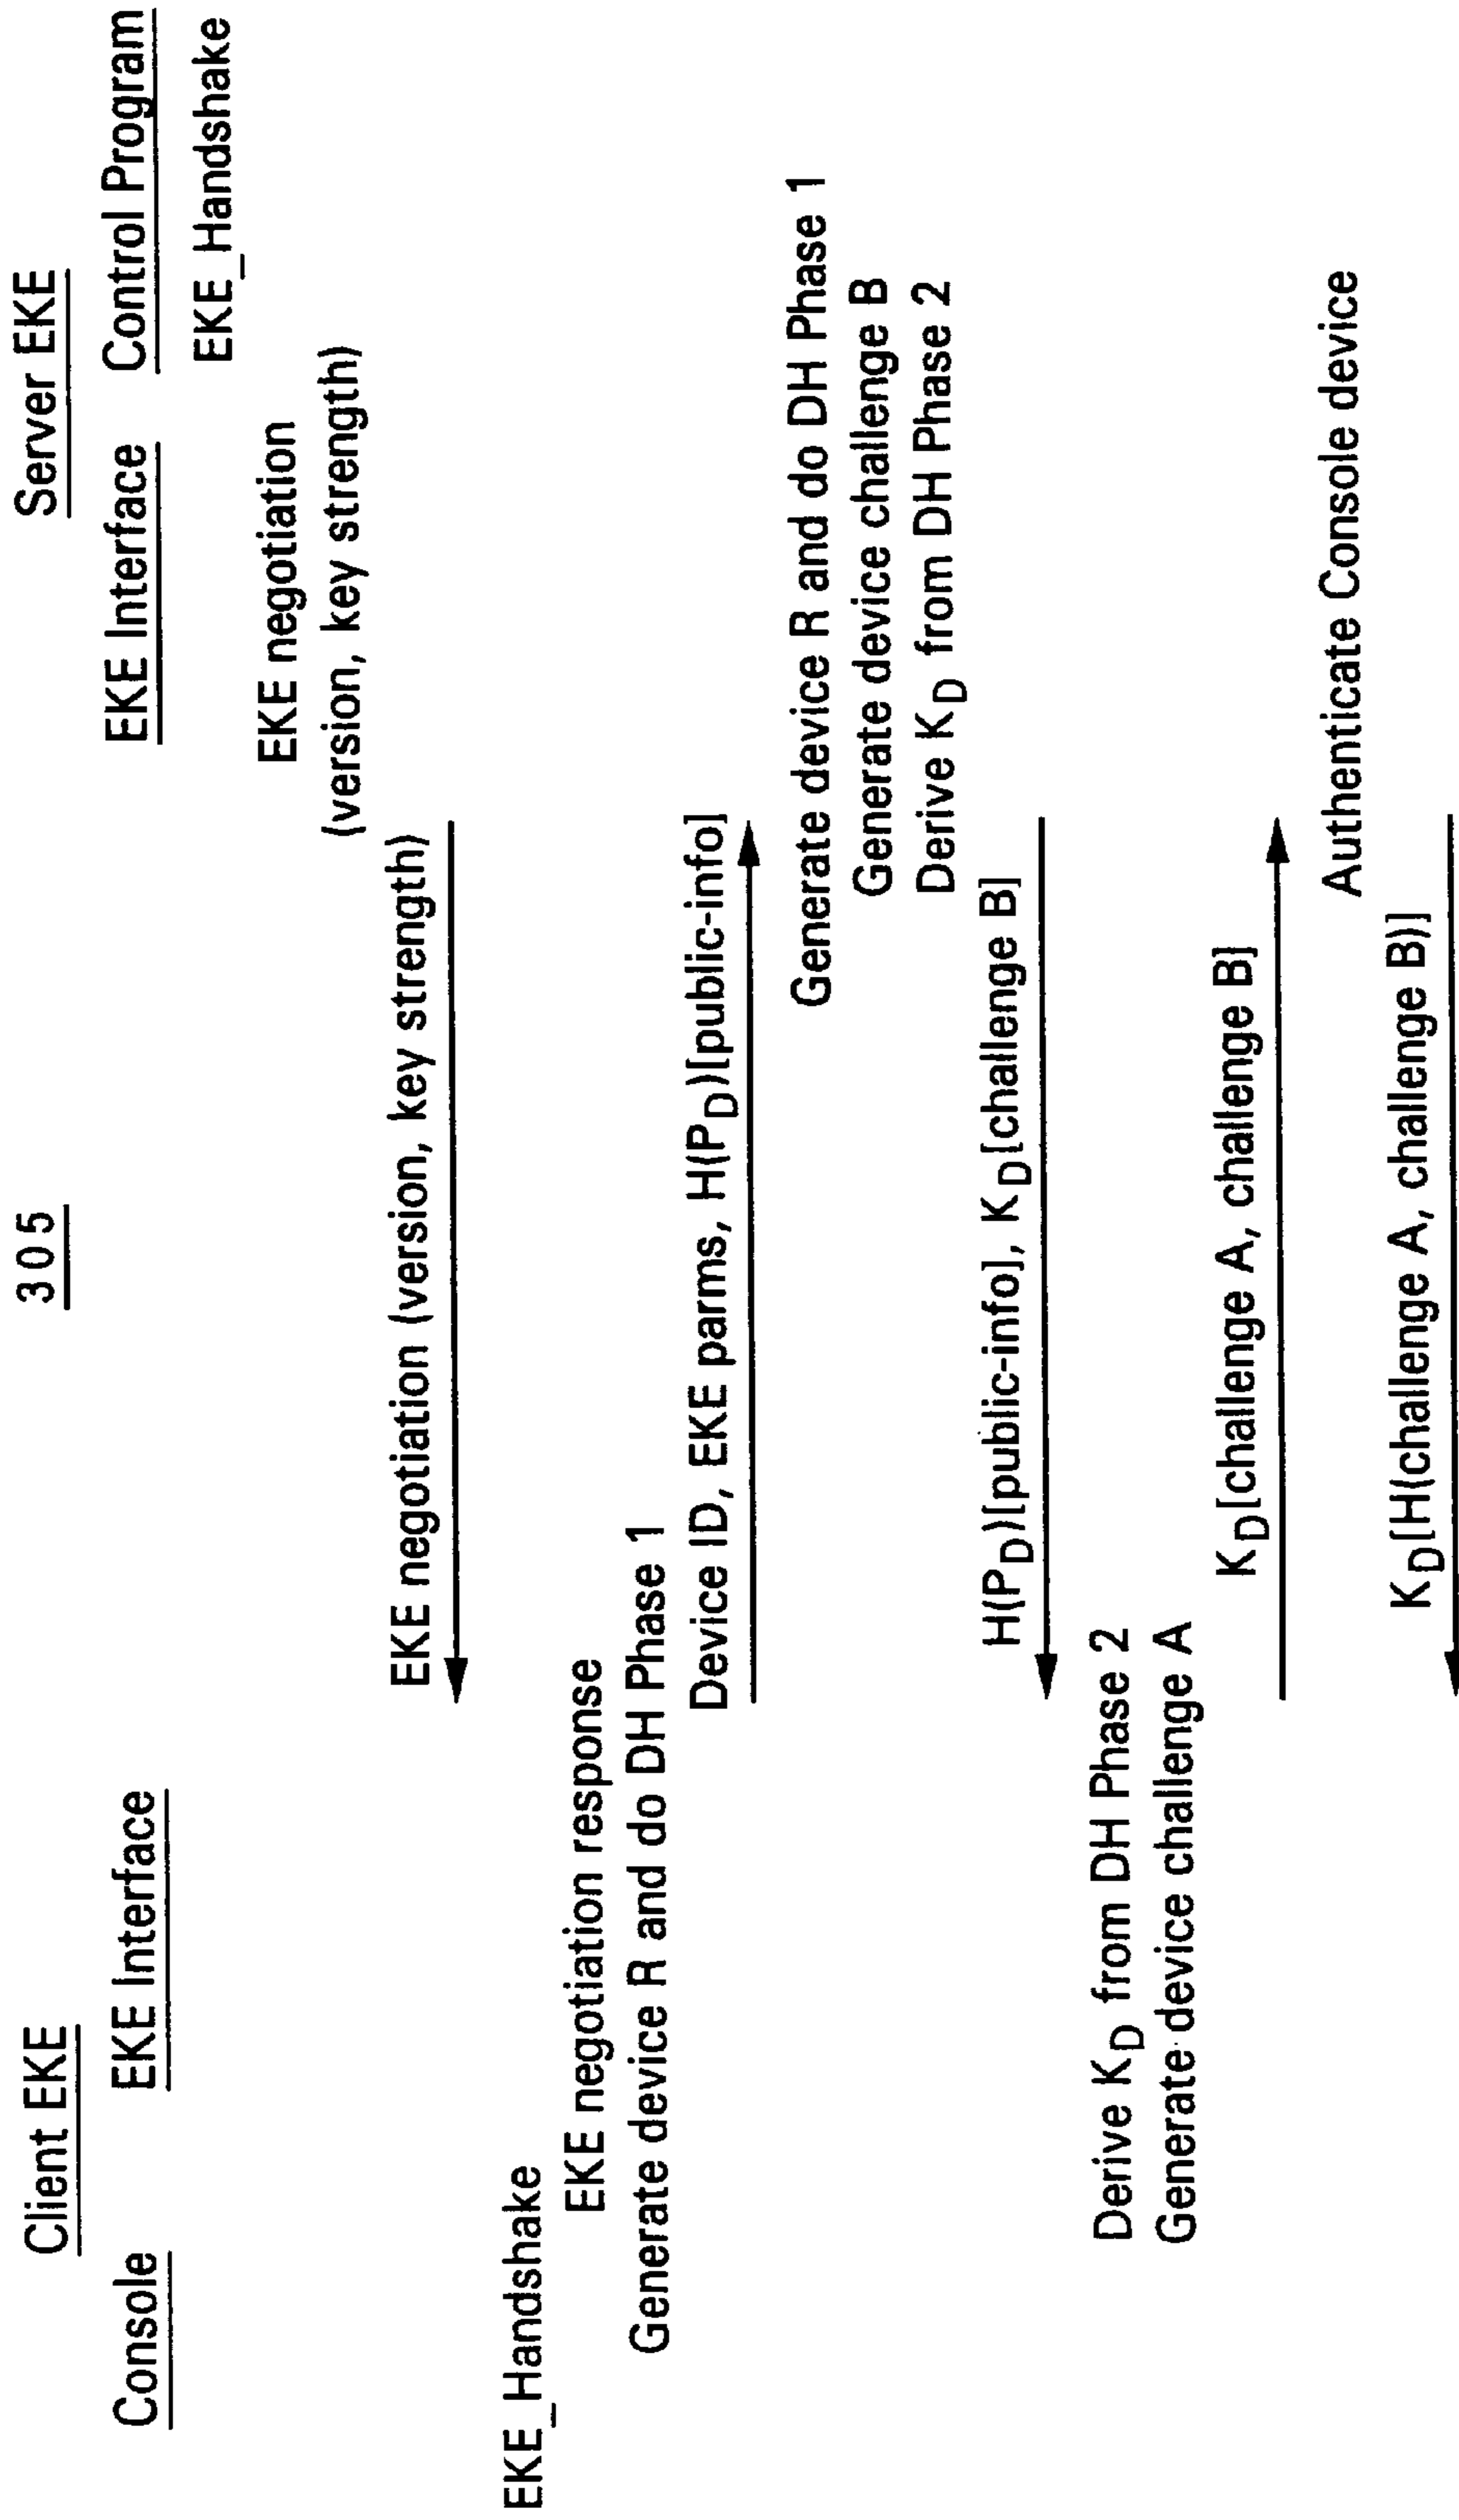 Client EKE
305
Server EKE
Console
EKE Interface
EKE Interface
Control Program
EKE_Handshake
EKE negotiation
(version, key strength)
EKE negotiation (version, key strength)
EKE_Handshake
EKE negotiation response
Generate device R and do DH Phase 1
Device ID, EKE parms, H(PD)[public-info]
Generate device R and do DH Phase 1
Generate device challenge B
Derive KD from DH Phase 2
H(PD)[public-info], KD[challenge B]
Derive KD from DH Phase 2
Generate device challenge A
KD[challenge A, challenge B]
Authenticate Console device
KD[H(challenge A, challenge B)]